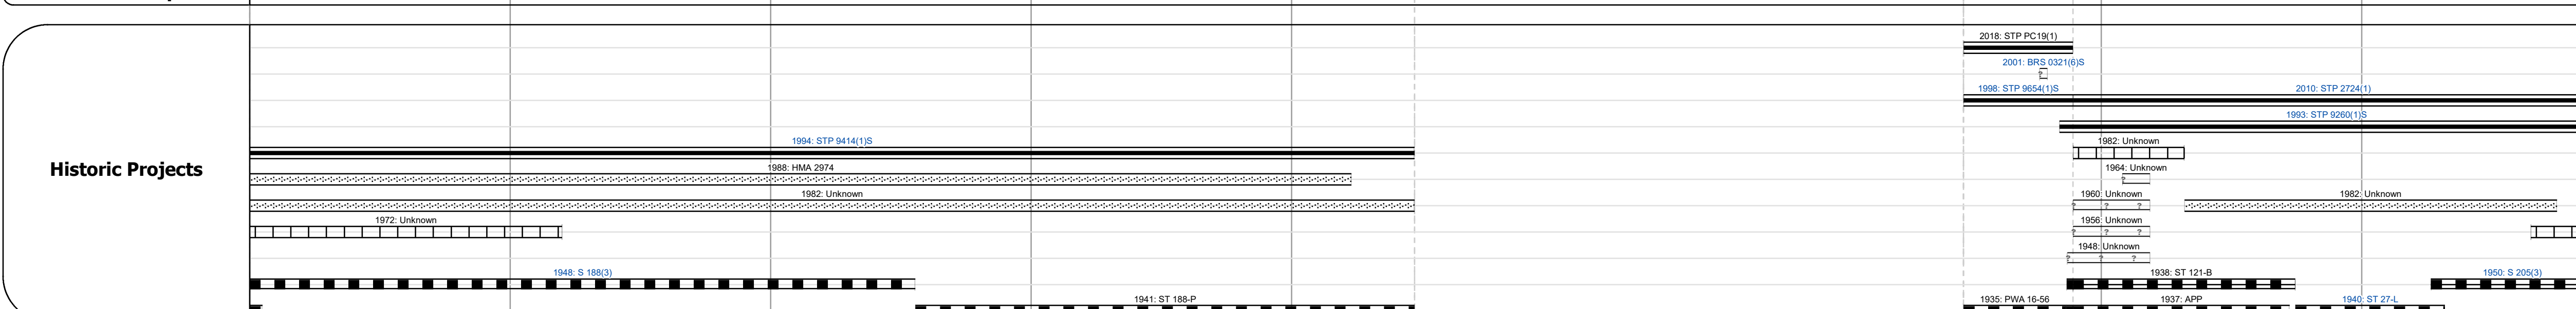 2018: STP PC19(1)
2001: BRS 0321(6)S
1998: STP 9654(1)S
2010: STP 2724(1)
1993: STP 9260(1)S
1994: STP 9414(1)S
1982: Unknown
Historic Projects
1988: HMA 2974
1964: Unknown
?
1982: Unknown
1960: Unknown
1982: Unknown
? ? ?
1972: Unknown
1956: Unknown
? ? ?
1948: Unknown
? ? ?
1948: S 188(3)
1938: ST 121-B
1950: S 205(3)
1941: ST 188-P
1935: PWA 16-56
1937: APP
1940: ST 27-L